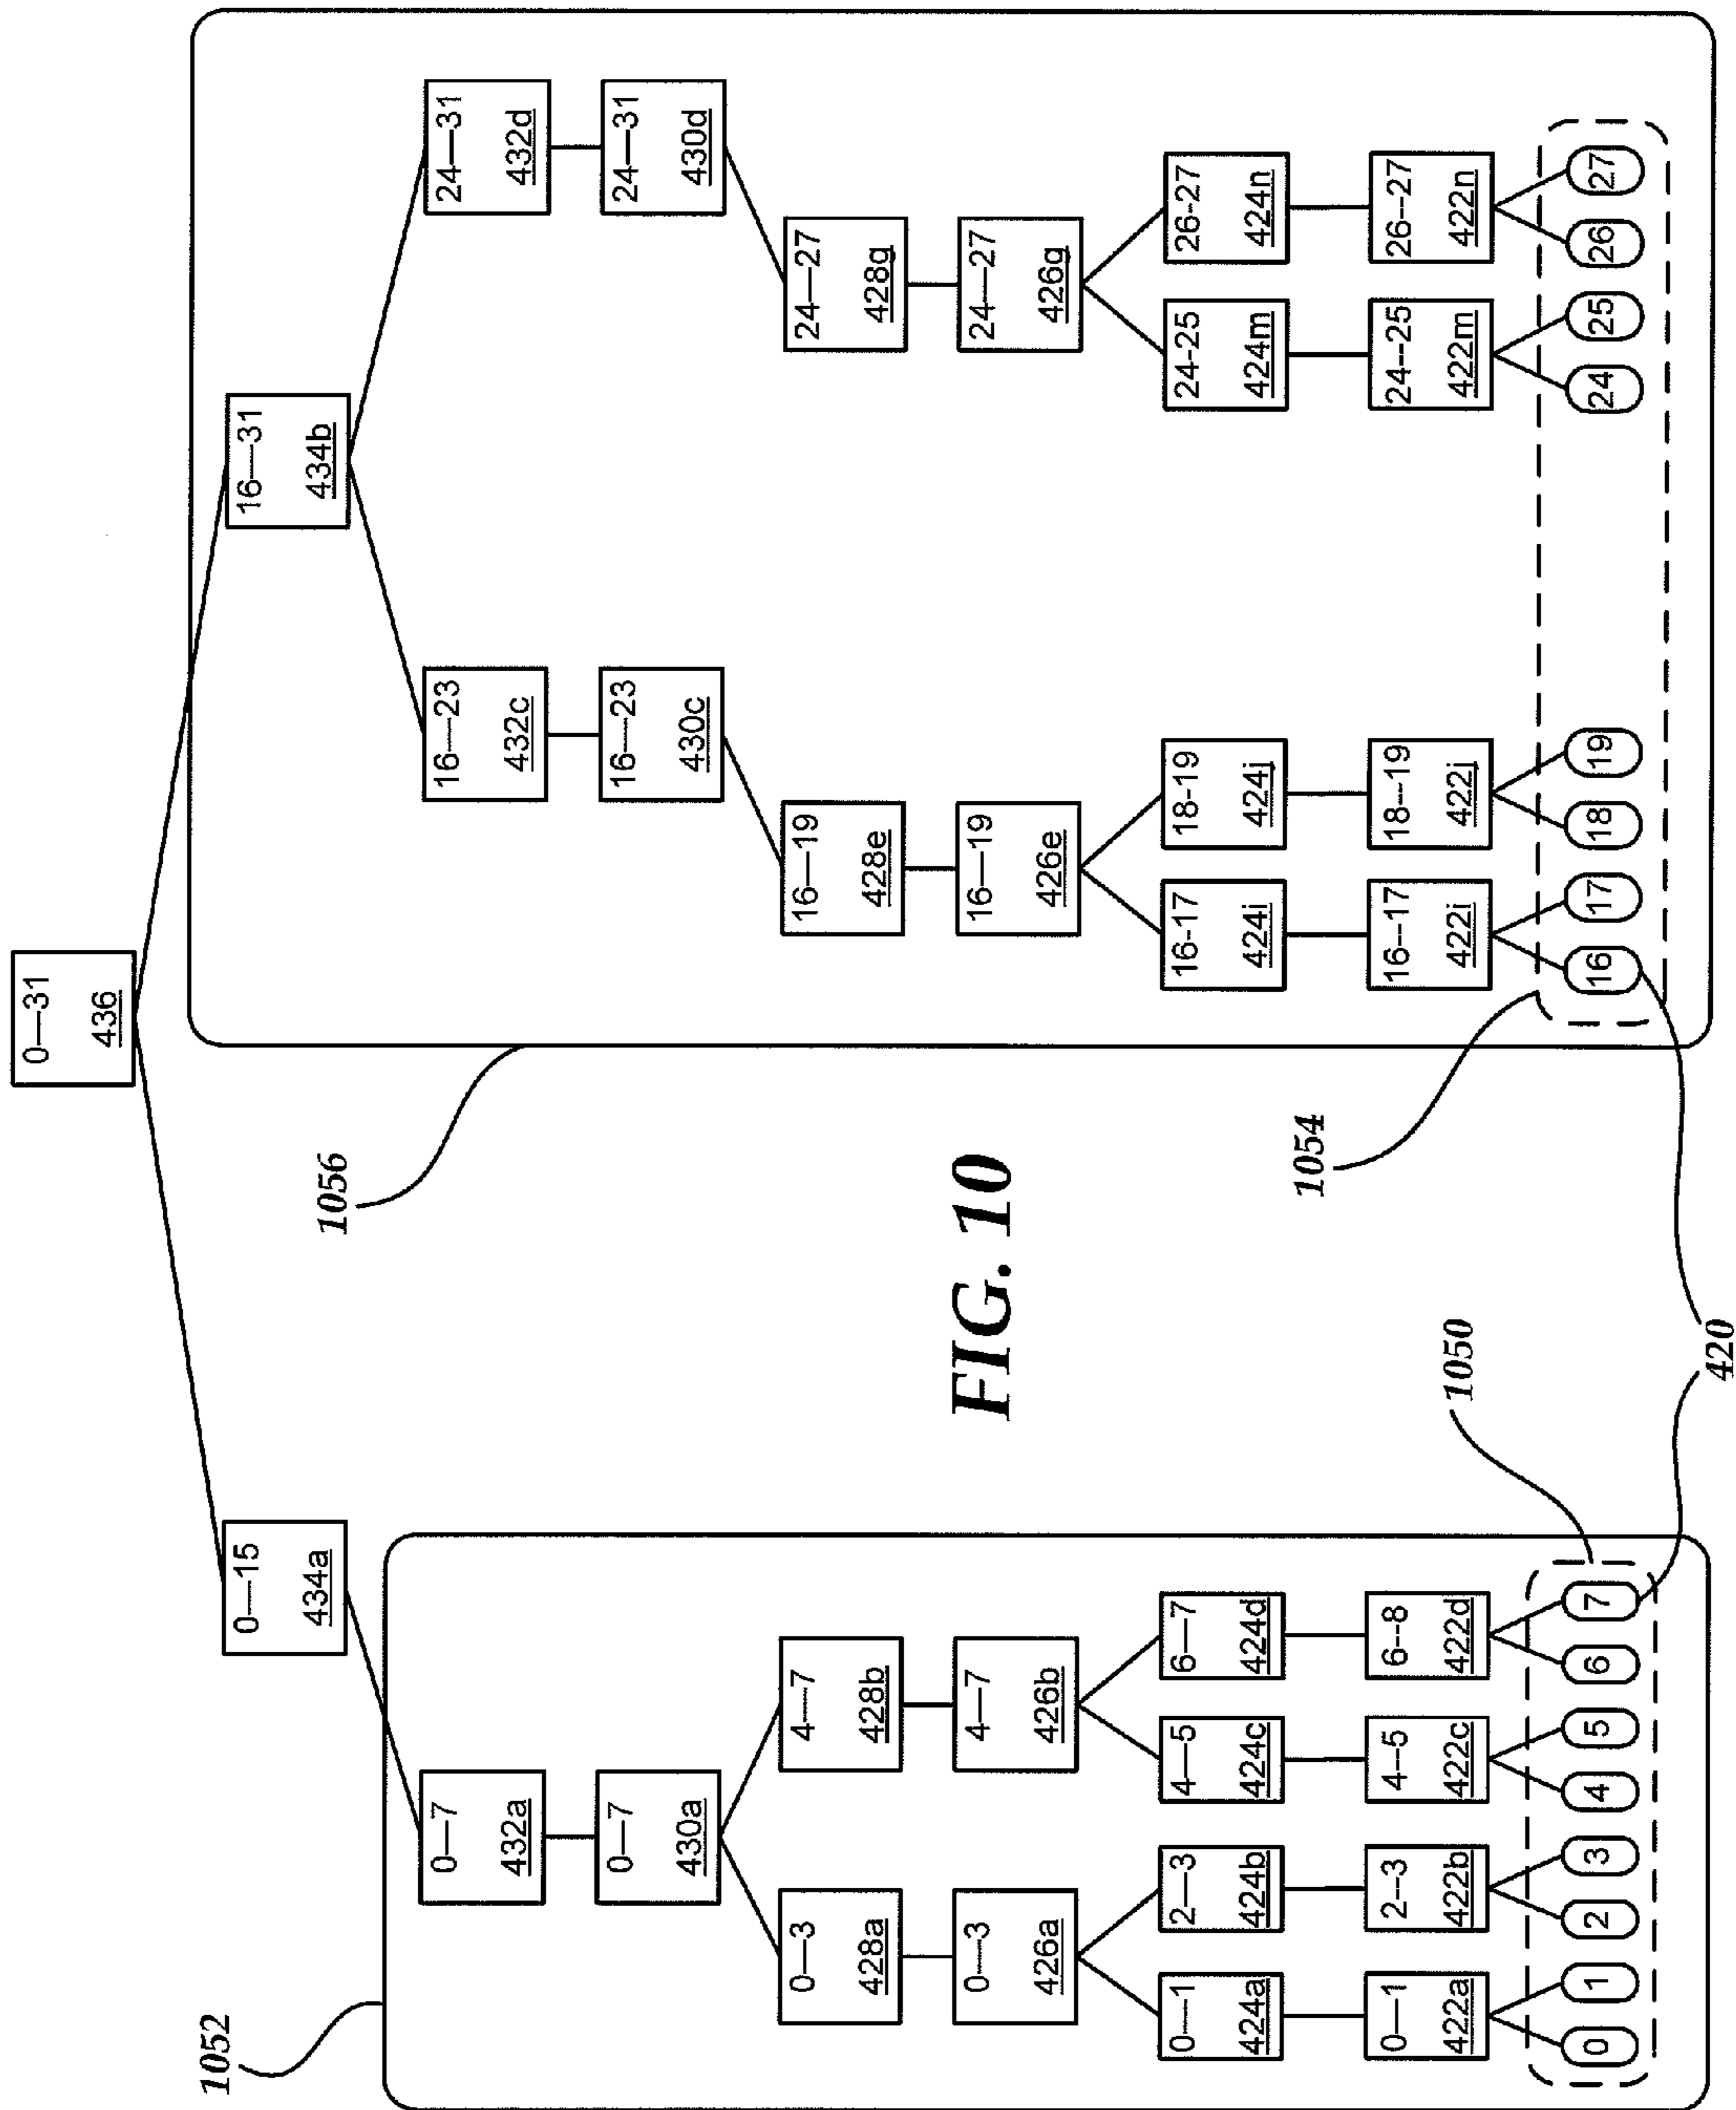 0—31
436
0—15
434a
16—31
434b
1052
1056
0—7
432a
16—23
432c
24—31
432d
0—7
430a
16—23
430c
24—31
430d
0—3
428a
4—7
428b
16—19
428e
24—27
428g
0—3
426a
4—7
426b
16—19
426e
24—27
426g
FIG. 10
0—1
424a
2—3
424b
4—5
424c
6—7
424d
16-17
424i
18-19
424j
24-25
424m
26-27
424n
0--1
422a
2--3
422b
4--5
422c
6--8
422d
16--17
422i
18--19
422j
24--25
422m
26--27
422n
1050
1054
0
1
2
3
4
5
6
7
16
17
18
19
24
25
26
27
420